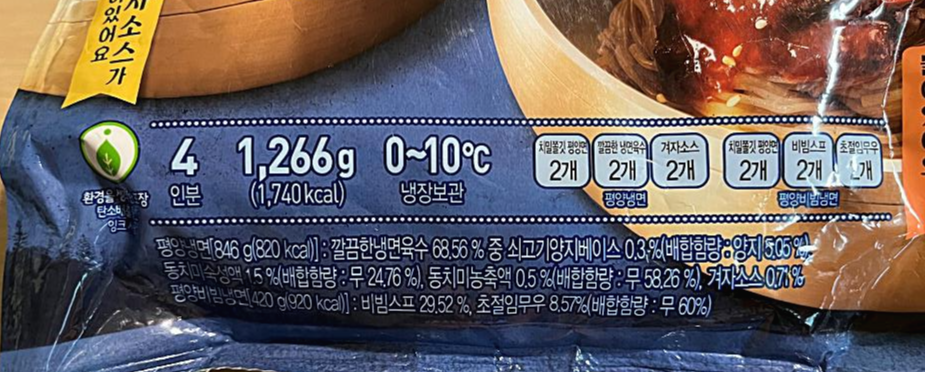 있어요
소스가
4
인분
1,266g
(1,740kcal)
0~10℃
냉장보관
치밀쫄깃 평양면
2개
깔끔한 냉면육수
2개
겨자소스
2개
평양냉면
치밀쫄깃 평양면
2개
비빔스프
2개
초절임무우
2개
평양비빔냉면
평양냉면[846 g(820 kcal)] : 깔끔한냉면육수 68.56 % 중 쇠고기양지베이스 0.3 %(배합함량 : 양지 5.05 %),
동치미숙성액 1.5 %(배합함량 : 무 24.76 %), 동치미농축액 0.5 %(배합함량 : 무 58.26 %), 겨자소스 0.71 %
평양비빔냉면[420 g(920 kcal)] : 비빔스프 29.52 %, 초절임무우 8.57%(배합함량 : 무 60%)